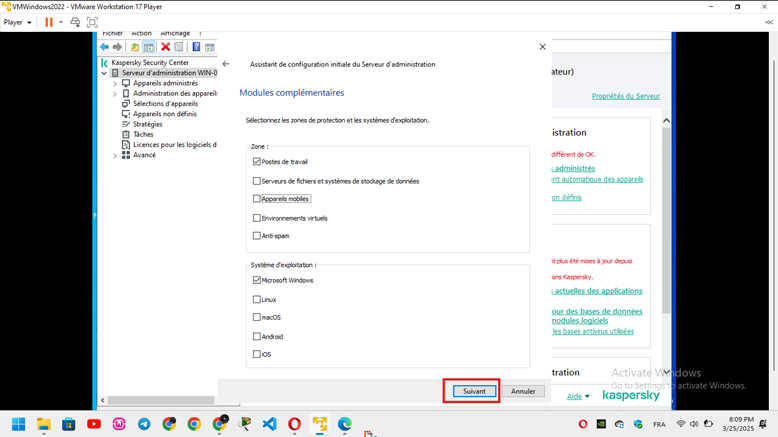 VMWindows2022 - VMware Workstation 17 Player
Player
Fichier Action Affichage ?
Kaspersky Security Center
Serveur d'administration WIN-0
Appareils administrés
Administration des appareils
Sélections d'appareils
Appareils non définis
Stratégies
Tâches
Licences pour les logiciels d
Avancé
Assistant de configuration initiale du Serveur d'administration
Modules complémentaires
Sélectionnez les zones de protection et les systèmes d'exploitation.
Zone :
Postes de travail
Serveurs de fichiers et systèmes de stockage de données
Appareils mobiles
Environnements virtuels
Anti-spam
Système d'exploitation :
Microsoft Windows
Linux
macOS
Android
iOS
Suivant
Annuler
ateur)
Propriétés du Serveur
istration
différent de OK.
s administrés
ent automatique des appareils
on définis
t plus été mises à jour depuis
ions Kaspersky.
s actuelles des applications
our des bases de données
modules logiciels
les bases antivirus utilisées
tration
Activate Windows
Go to Settings to activate Windows.
Aide
kaspersky
FRA
8:09 PM
3/25/2025